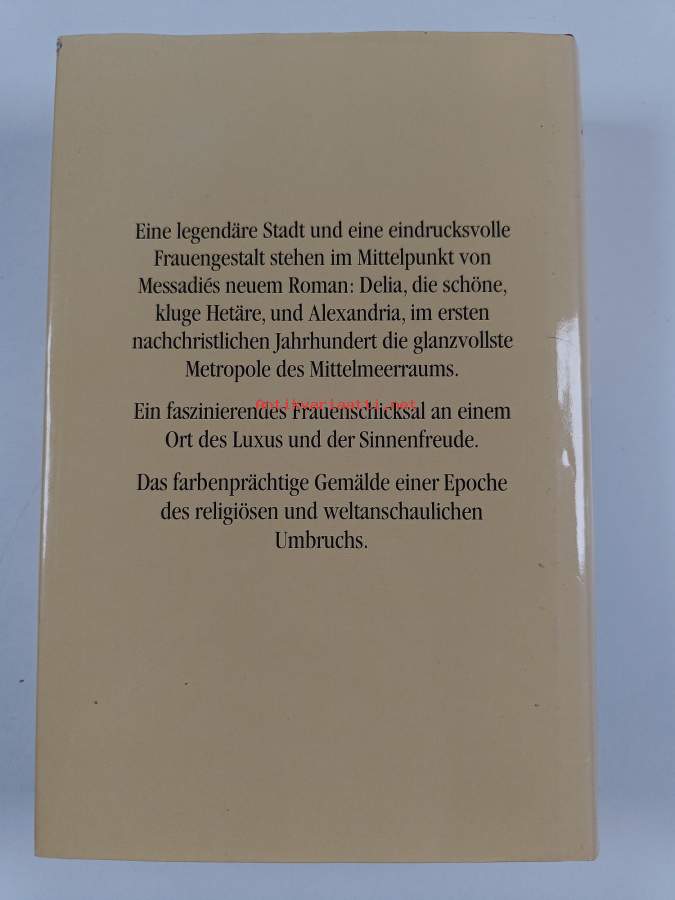 Eine legendäre Stadt und eine eindrucksvolle
Frauengestalt stehen im Mittelpunkt von
Messadiés neuem Roman: Delia, die schöne,
kluge Hetäre, und Alexandria, im ersten
nachchristlichen Jahrhundert die glanzvollste
Metropole des Mittelmeerraums.
Antikvariaatti.net
Ein faszinierendes Frauenschicksal an einem
Ort des Luxus und der Sinnenfreude.
Das farbenprächtige Gemälde einer Epoche
des religiösen und weltanschaulichen
Umbruchs.